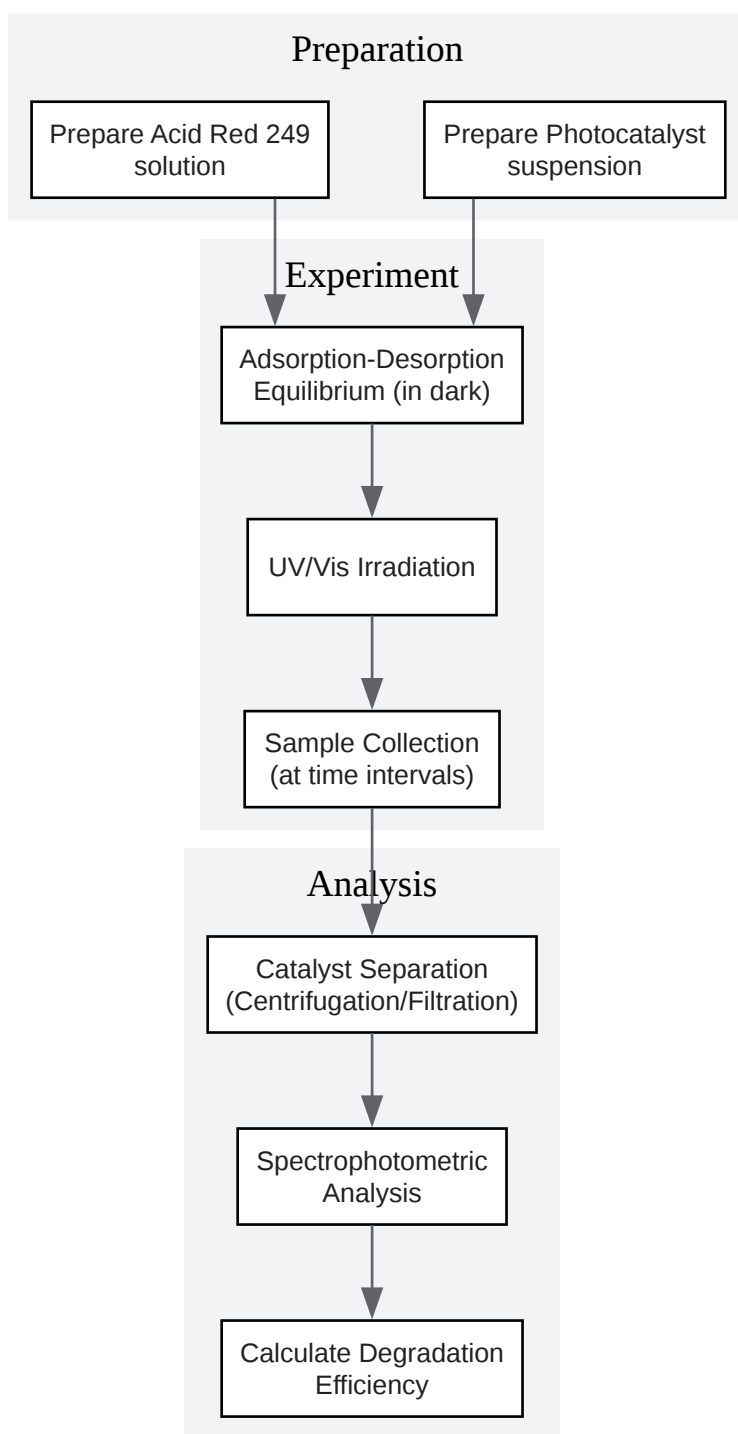 Preparation
Prepare Acid Red 249
solution
Prepare Photocatalyst
suspension
Experiment
Adsorption-Desorption
Equilibrium (in dark)
UV/Vis Irradiation
Sample Collection
(at time intervals)
Analysis
Catalyst Separation
(Centrifugation/Filtration)
Spectrophotometric
Analysis
Calculate Degradation
Efficiency